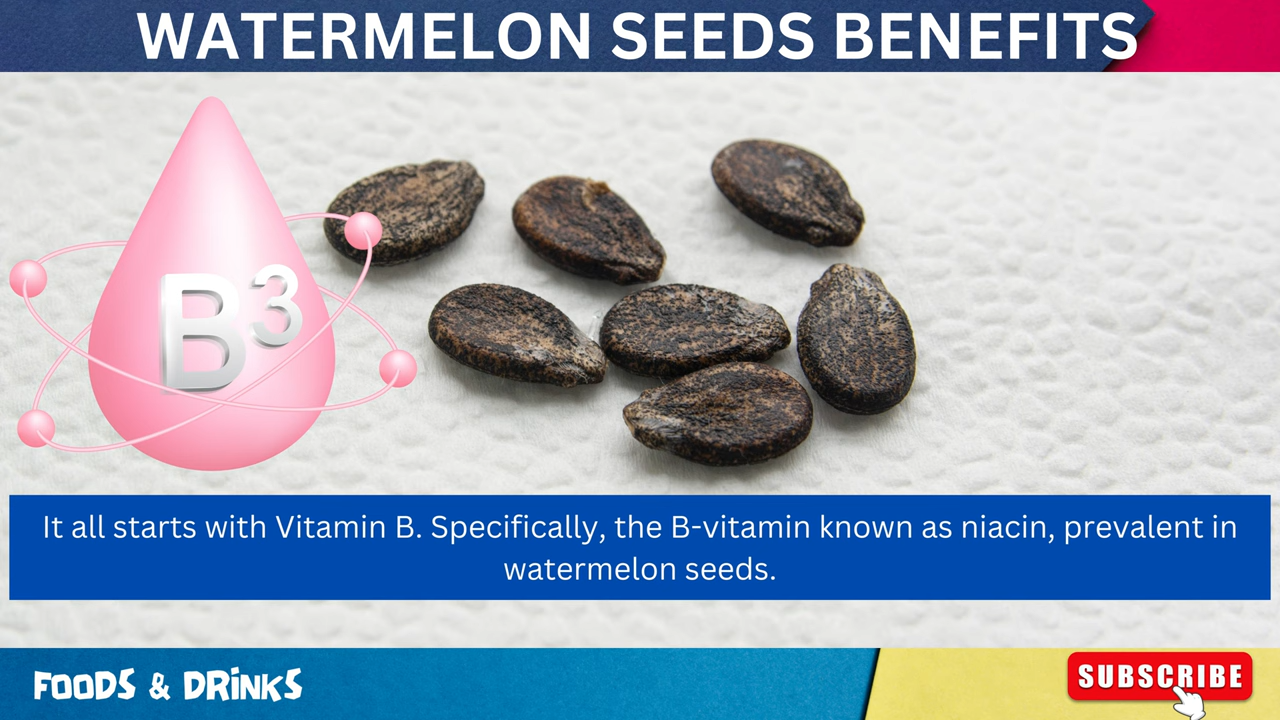 WATERMELON SEEDS BENEFITS
B3
It all starts with Vitamin B. Specifically, the B-vitamin known as niacin, prevalent in
watermelon seeds.
FOODS & DRiNKS
SUBSCRIBE